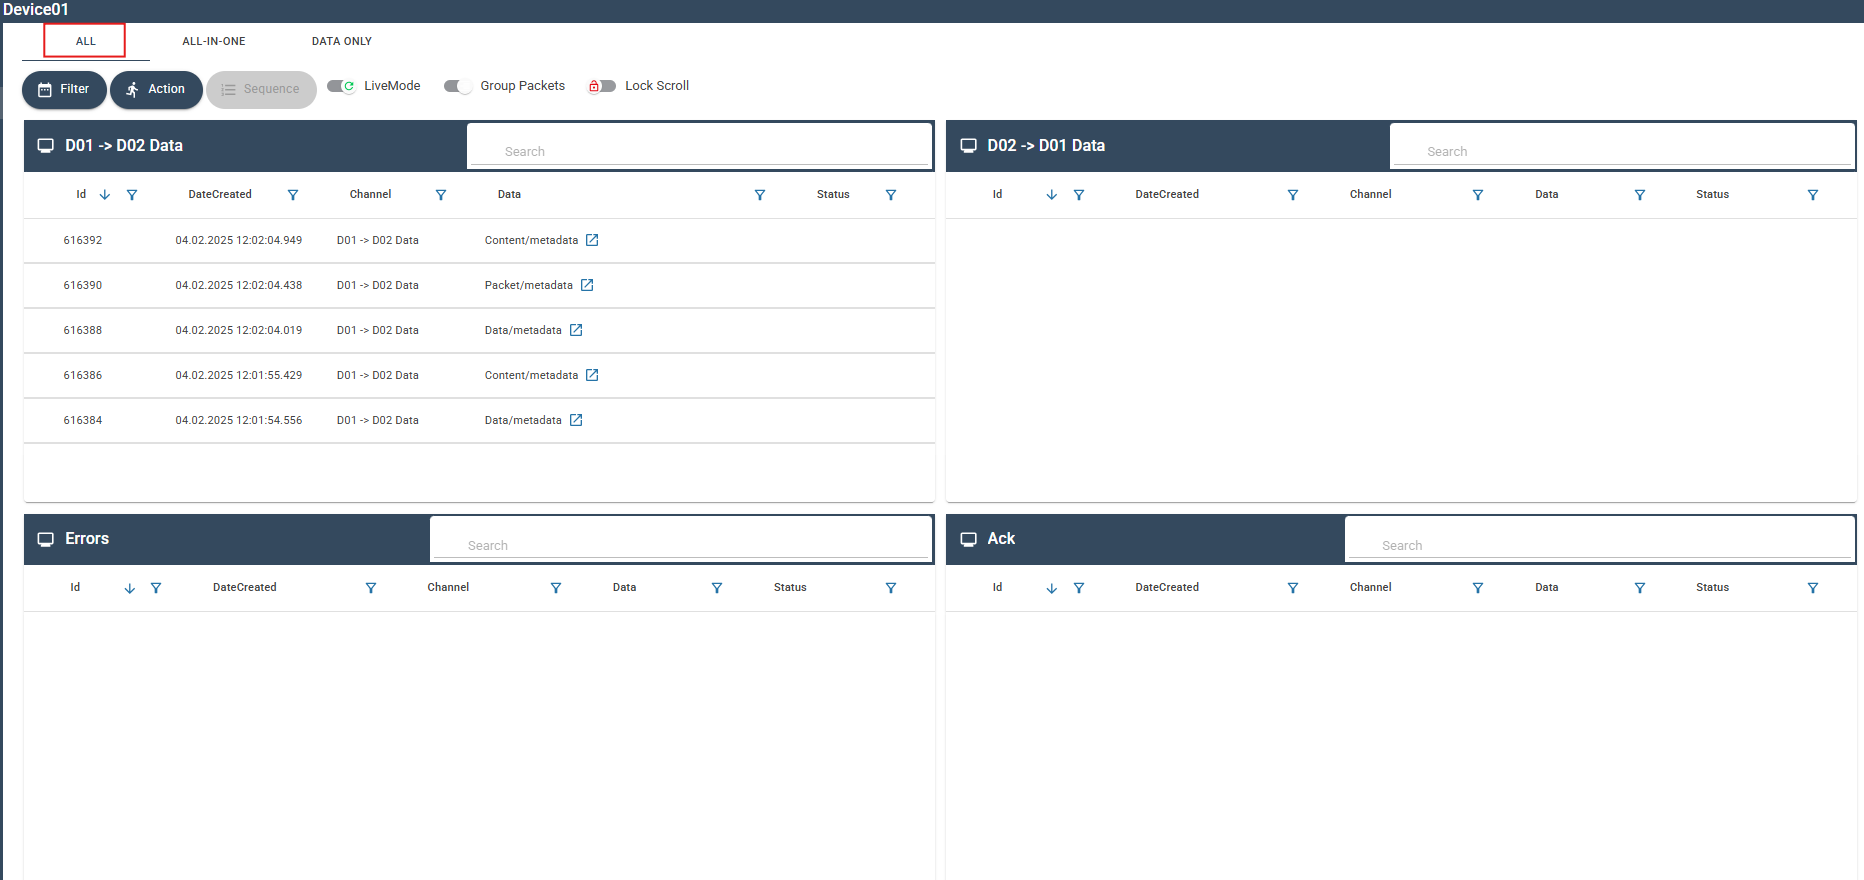 Device01
ALL ALL-IN-ONE DATA ONLY
Filter Action Sequence LiveMode Group Packets Lock Scroll
D01 -> D02 Data Search
Id DateCreated Channel Data Status
616392 04.02.2025 12:02:04.949 D01 -> D02 Data Content/metadata
616390 04.02.2025 12:02:04.438 D01 -> D02 Data Packet/metadata
616388 04.02.2025 12:02:04.019 D01 -> D02 Data Data/metadata
616386 04.02.2025 12:01:55.429 D01 -> D02 Data Content/metadata
616384 04.02.2025 12:01:54.556 D01 -> D02 Data Data/metadata
D02 -> D01 Data Search
Id DateCreated Channel Data Status
Errors Search
Id DateCreated Channel Data Status
Ack Search
Id DateCreated Channel Data Status